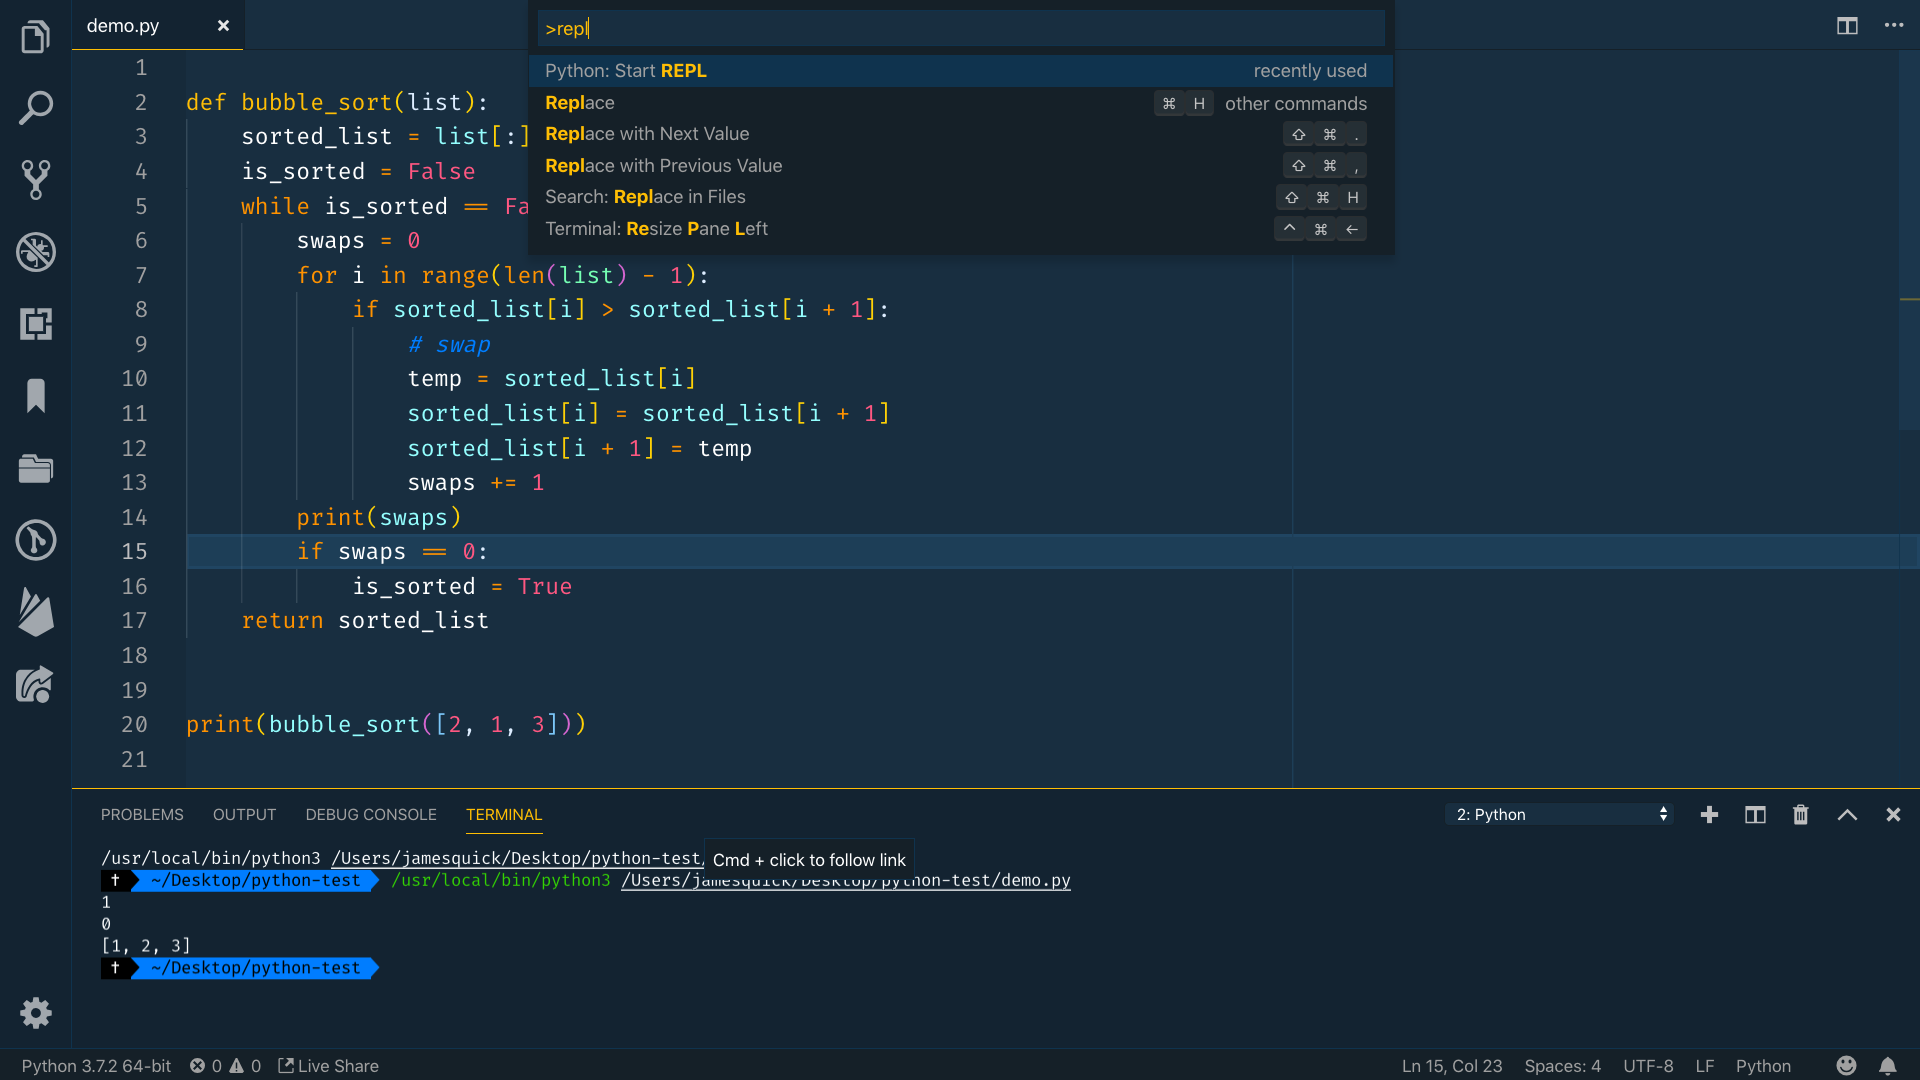 demo.py
>repl
Python: Start REPL recently used
Replace ⌘ H other commands
Replace with Next Value ⇧ ⌘ .
Replace with Previous Value ⇧ ⌘ ,
Search: Replace in Files ⇧ ⌘ H
Terminal: Resize Pane Left ^ ⌘ ←
1
2 def bubble_sort(list):
3 sorted_list = list[:]
4 is_sorted = False
5 while is_sorted == Fa
6 swaps = 0
7 for i in range(len(list) - 1):
8 if sorted_list[i] > sorted_list[i + 1]:
9 # swap
10 temp = sorted_list[i]
11 sorted_list[i] = sorted_list[i + 1]
12 sorted_list[i + 1] = temp
13 swaps += 1
14 print(swaps)
15 if swaps == 0:
16 is_sorted = True
17 return sorted_list
18
19
20 print(bubble_sort([2, 1, 3]))
21
PROBLEMS OUTPUT DEBUG CONSOLE TERMINAL 2: Python
/usr/local/bin/python3 /Users/jamesquick/Desktop/python-test/
Cmd + click to follow link
† ~/Desktop/python-test /usr/local/bin/python3 /Users/jamesquick/Desktop/python-test/demo.py
1
0
[1, 2, 3]
† ~/Desktop/python-test
Python 3.7.2 64-bit 0 0 Live Share Ln 15, Col 23 Spaces: 4 UTF-8 LF Python